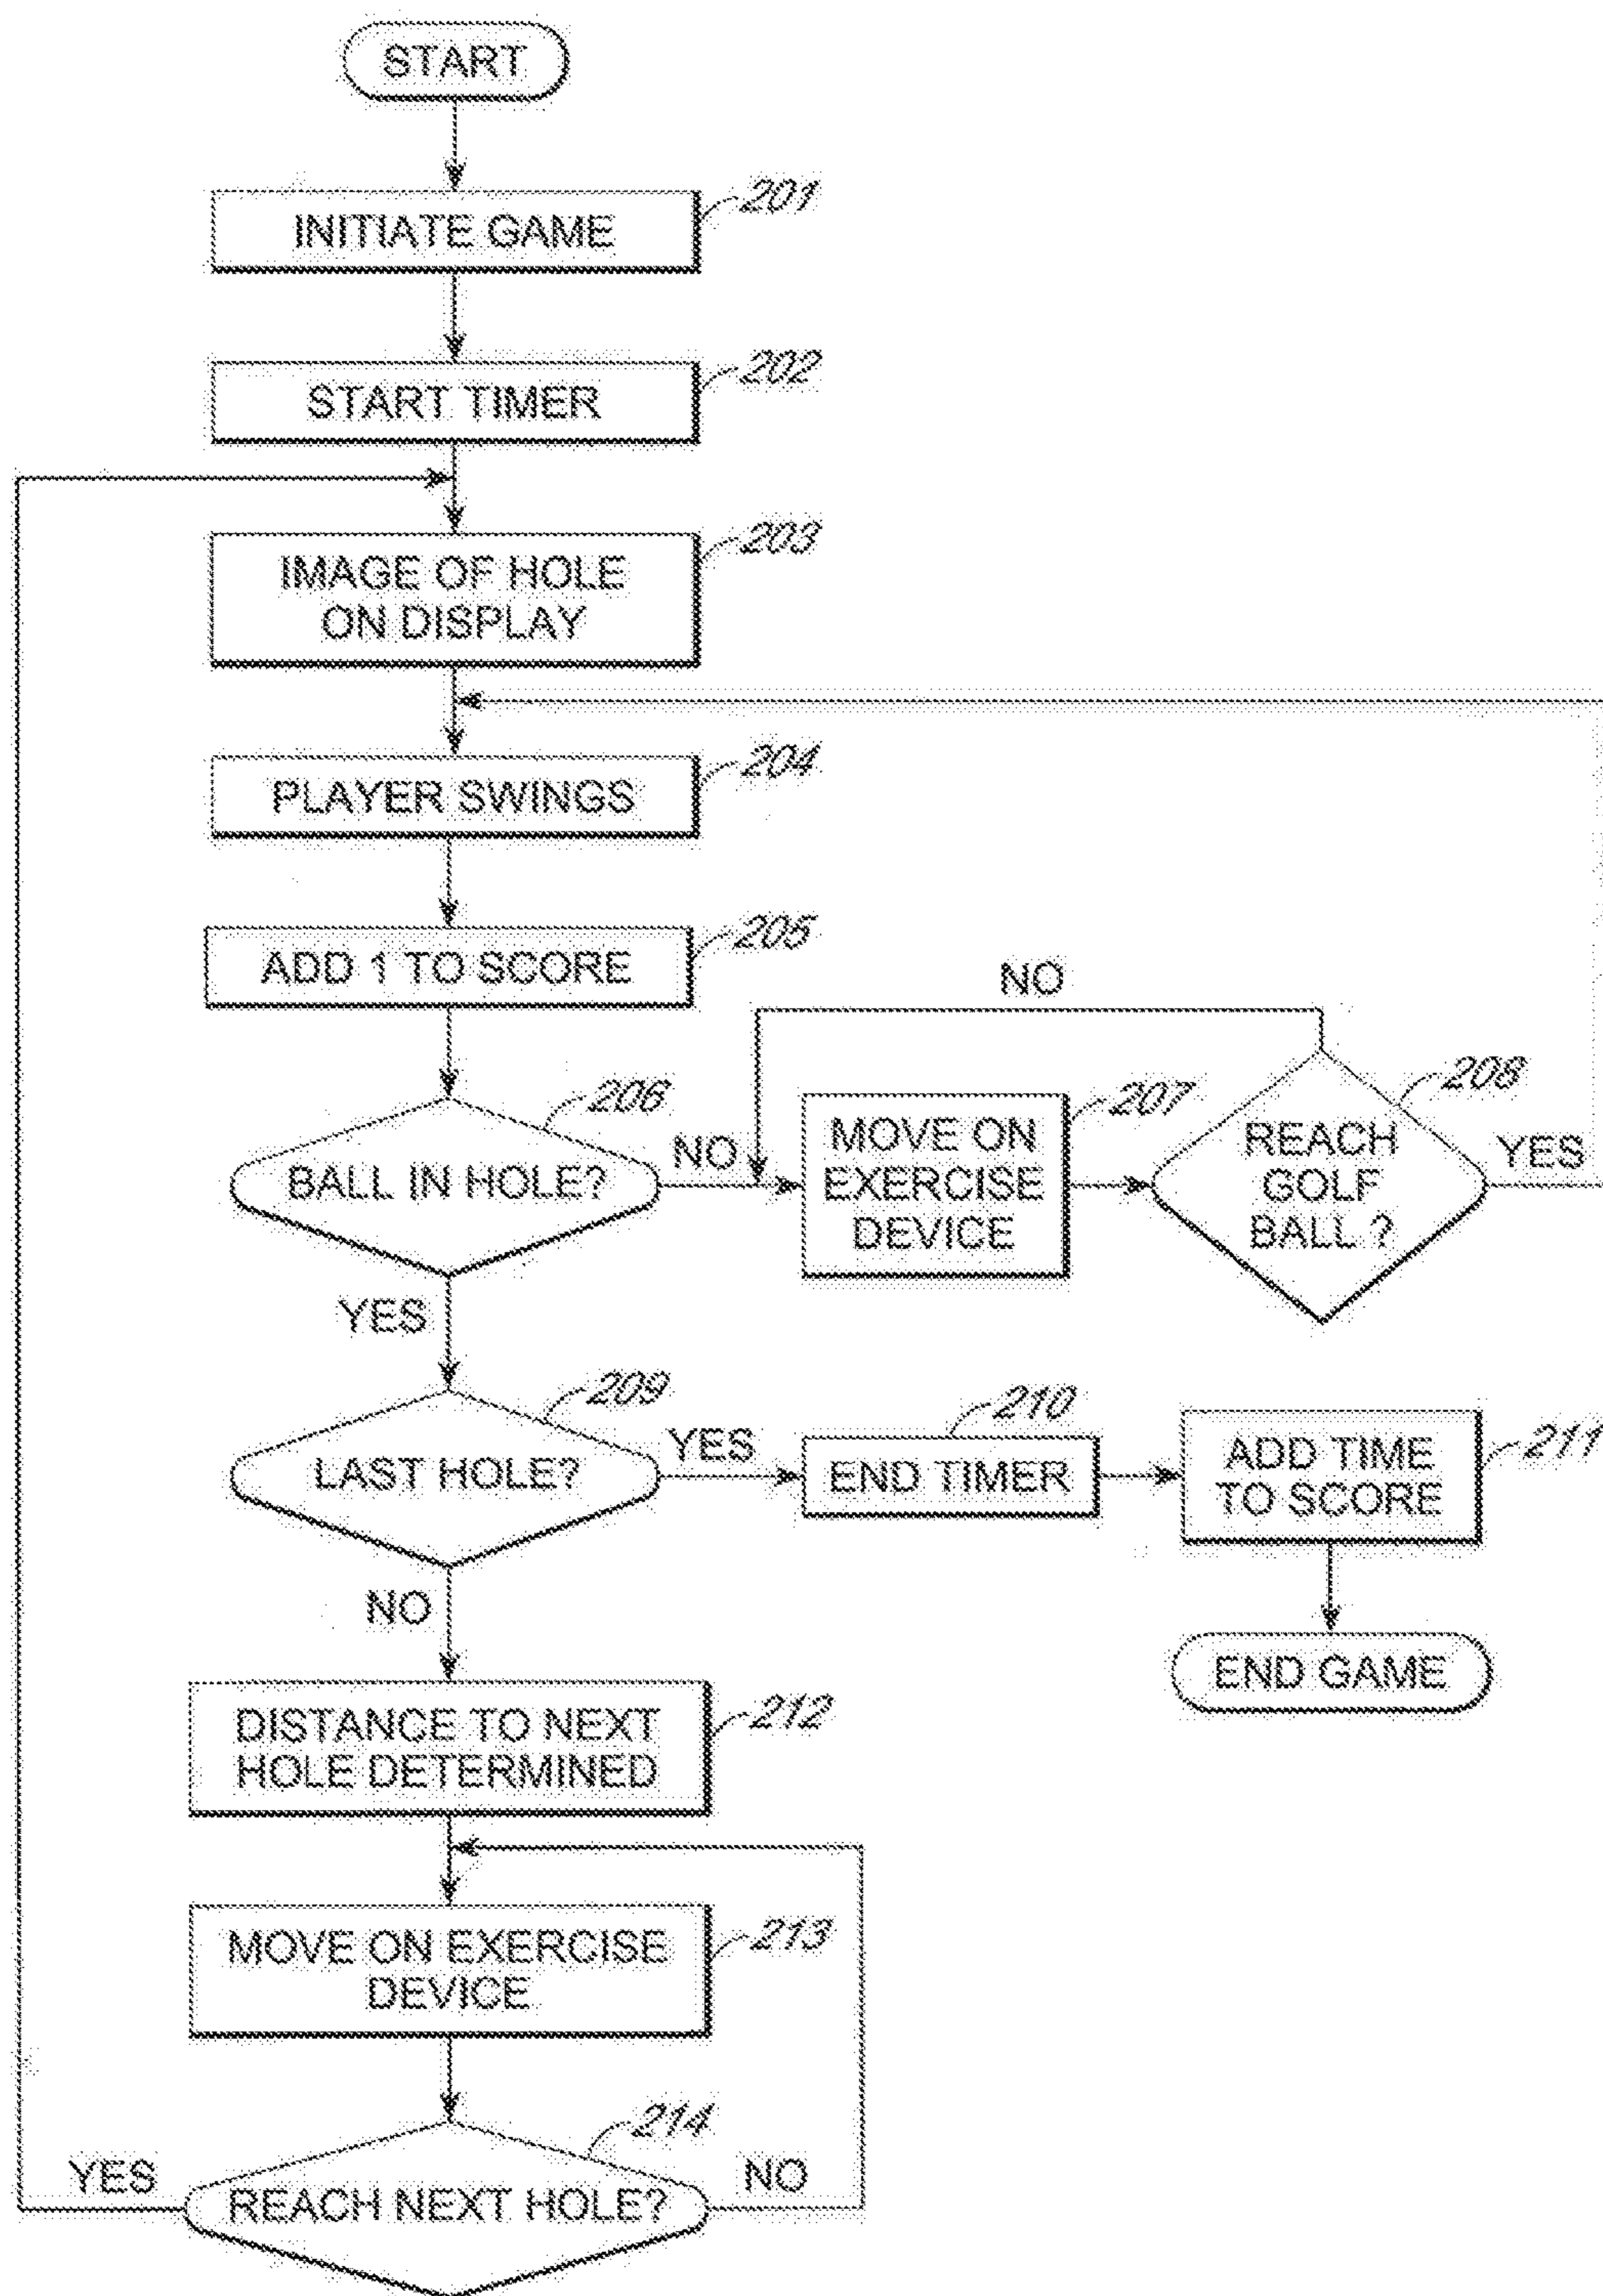 START
INITIATE GAME
201
START TIMER
202
IMAGE OF HOLE
ON DISPLAY
203
PLAYER SWINGS
204
ADD 1 TO SCORE
205
BALL IN HOLE?
206
NO
MOVE ON
EXERCISE
DEVICE
207
NO
REACH
GOLF
BALL ?
208
YES
YES
LAST HOLE?
209
YES
END TIMER
210
ADD TIME
TO SCORE
211
END GAME
NO
DISTANCE TO NEXT
HOLE DETERMINED
212
MOVE ON EXERCISE
DEVICE
213
REACH NEXT HOLE?
214
YES
NO